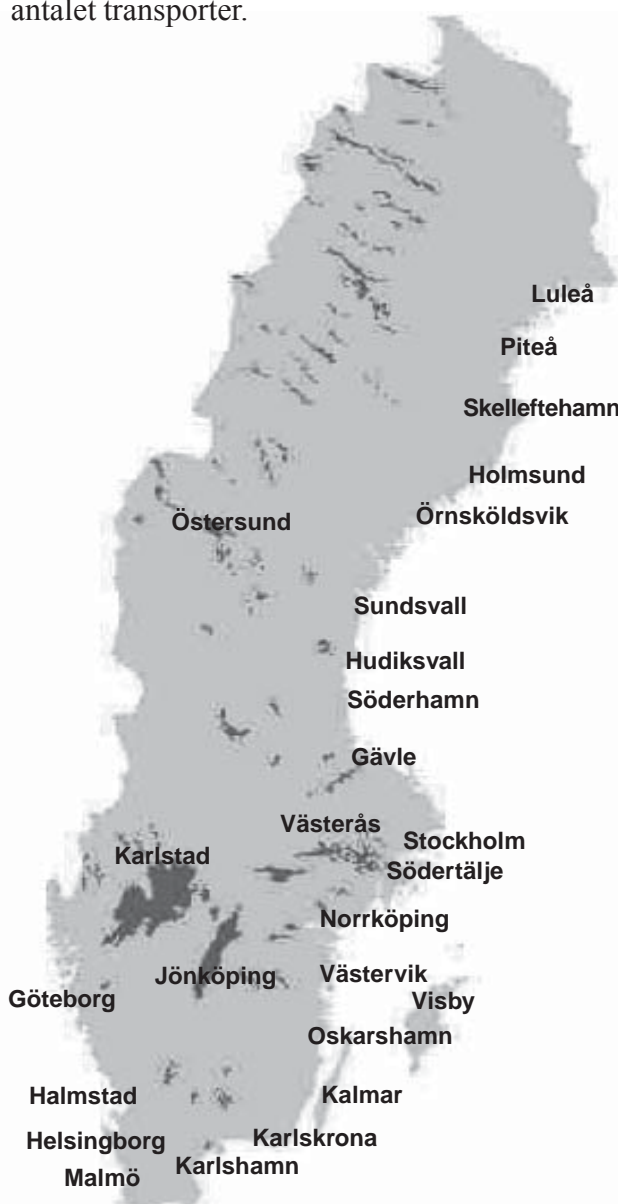 antalet transporter.
Luleå
Piteå
Skelleftehamn
Holmsund
Örnsköldsvik
Östersund
Sundsvall
Hudiksvall
Söderhamn
Gävle
Västerås
Stockholm
Karlstad
Södertälje
Norrköping
Västervik
Jönköping
Göteborg
Visby
Oskarshamn
Halmstad
Kalmar
Helsingborg
Karlskrona
Karlshamn
Malmö